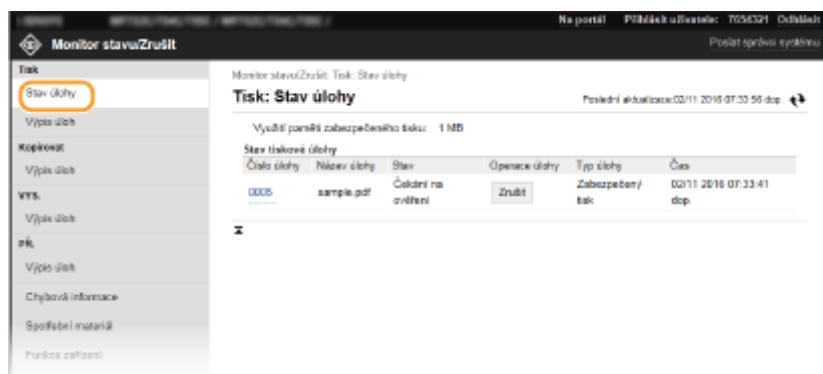 Na portál Přihlásit uživatele: 7654321 Odhlásit
Monitor stavu/Zrušit Poslat správci systému
Tisk
Stav úlohy
Výpis úloh
Kopírovat
Výpis úloh
VYS.
Výpis úloh
PŘ.
Výpis úloh
Chybová informace
Spotřební materiál
Funkce zařízení
Monitor stavu/Zrušit: Tisk: Stav úlohy
Tisk: Stav úlohy Poslední aktualizace:02/11 2016 07:33:56 dop.
Využití paměti zabezpečeného tisku: 1 MB
Stav tiskové úlohy
Číslo úlohy Název úlohy Stav Operace úlohy Typ úlohy Čas
0005 sample.pdf Čekání na ověření Zrušit Zabezpečený tisk 02/11 2016 07:33:41 dop.